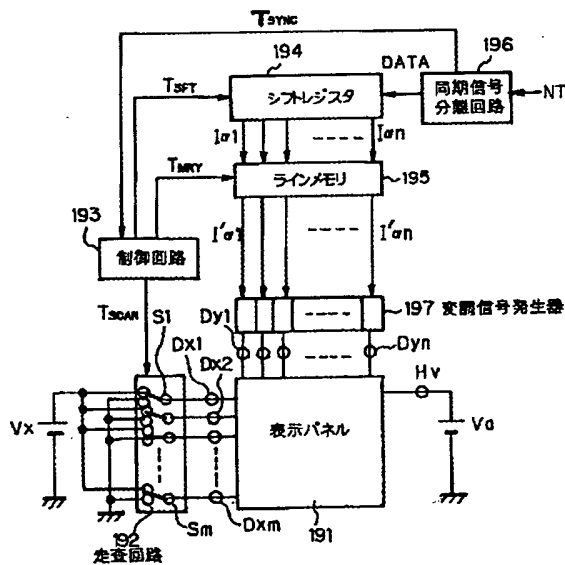 TSYNC
194
196
DATA
同期信号
分離回路
NT
TSFT
シフトレジスタ
Iα1
Iαn
TMRY
ラインメモリ
195
193
制御回路
I'α1
I'αn
197 変調信号発生器
TSCAN
S1
Dx1
Dx2
Dy1
Dyn
Hv
Vx
表示パネル
Va
Sm
Dxm
191
192
走査回路